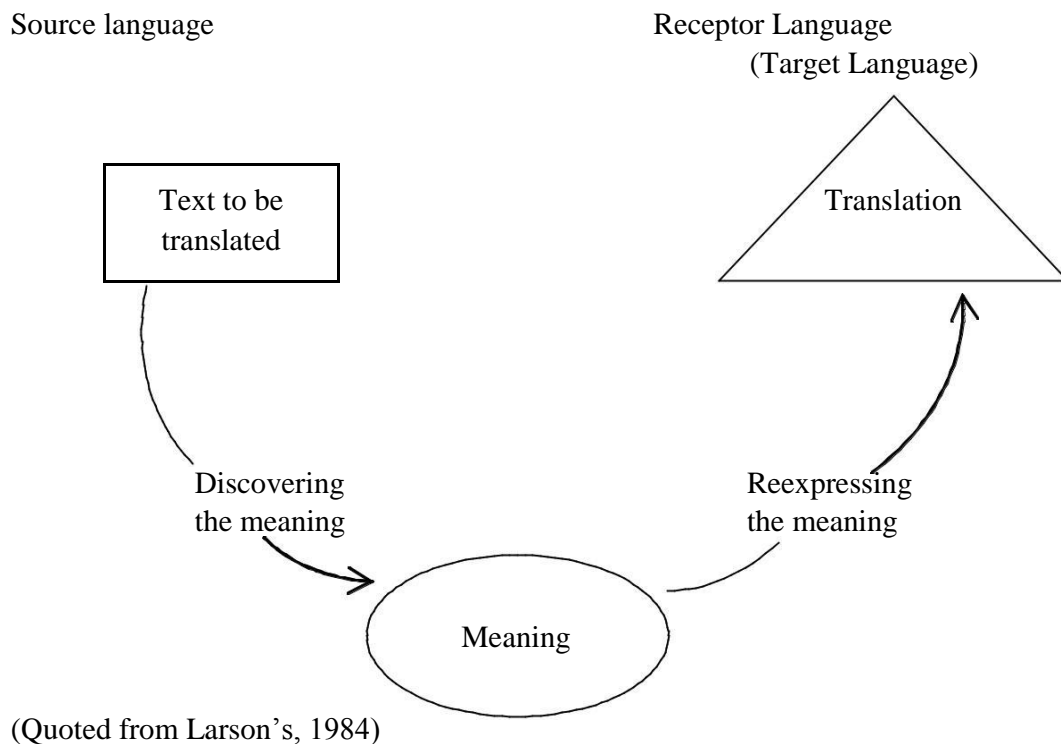 Source language
Receptor Language
(Target Language)
Text to be
translated
Translation
Discovering
the meaning
Reexpressing
the meaning
Meaning
(Quoted from Larson’s, 1984)